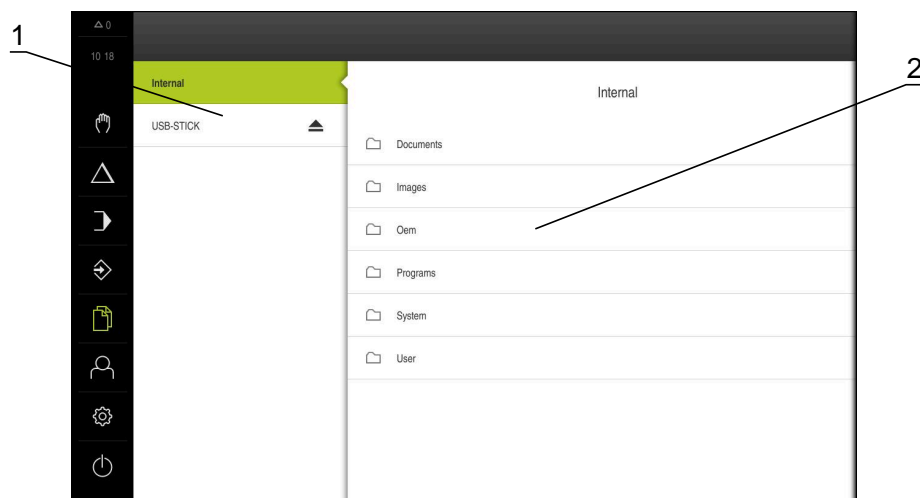 1
2
0
10 18
Internal
USB-STICK
Internal
Documents
Images
Oem
Programs
System
User